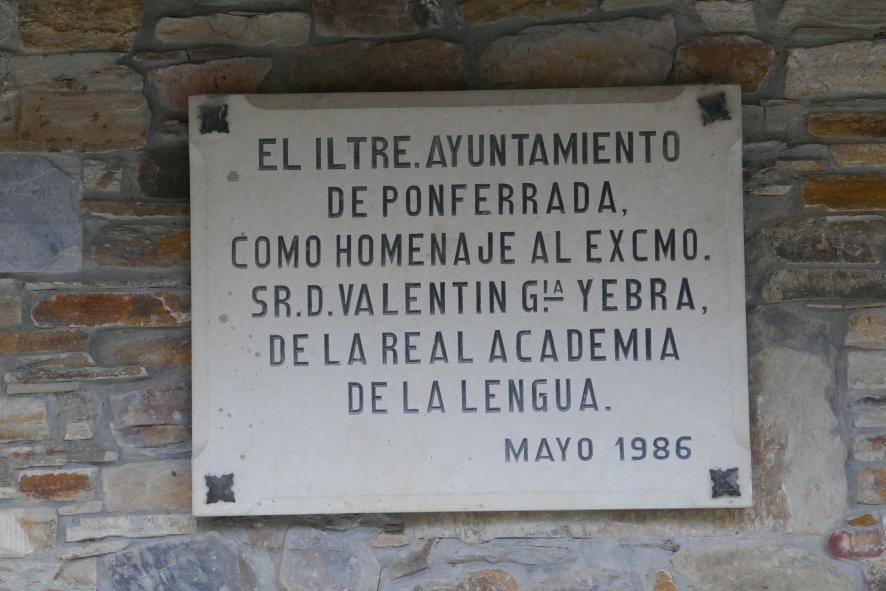 EL ILTRE. AYUNTAMIENTO
DE PONFERRADA,
COMO HOMENAJE AL EXCMO.
SR. D. VALENTIN G.ᴵᴬ YEBRA,
DE LA REAL ACADEMIA
DE LA LENGUA.
MAYO 1986